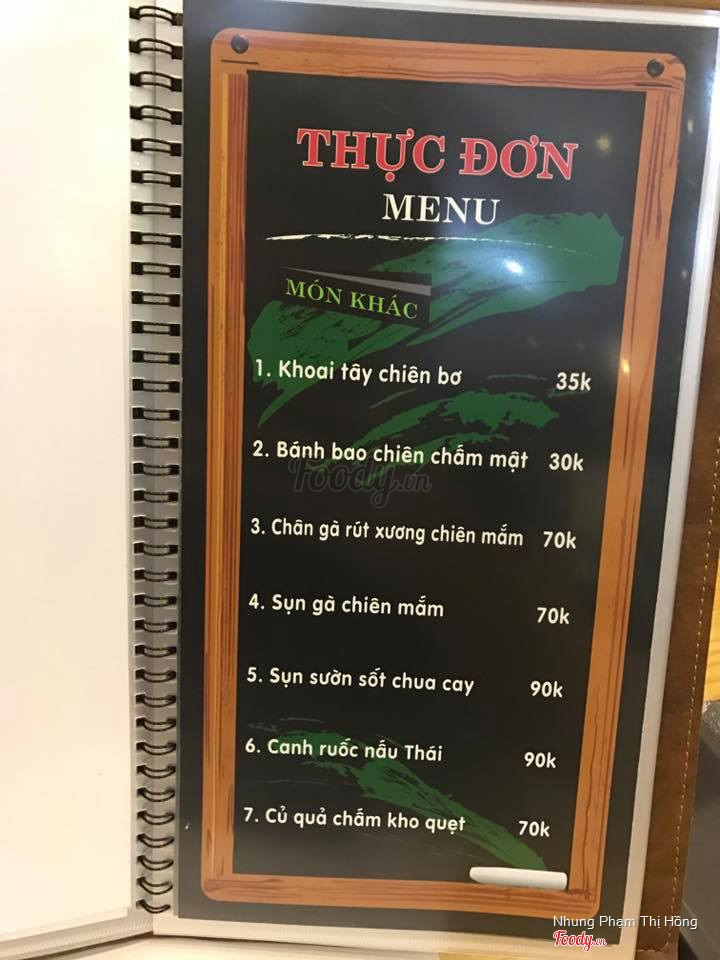 THỰC ĐƠN
MENU
MÓN KHÁC
1. Khoai tây chiên bơ 35k
2. Bánh bao chiên chấm mật 30k
Foody.vn
3. Chân gà rút xương chiên mắm 70k
4. Sụn gà chiên mắm 70k
5. Sụn sườn sốt chua cay 90k
6. Canh ruốc nấu Thái 90k
7. Củ quả chấm kho quẹt 70k
Nhung Phạm Thị Hồng
Foody.vn